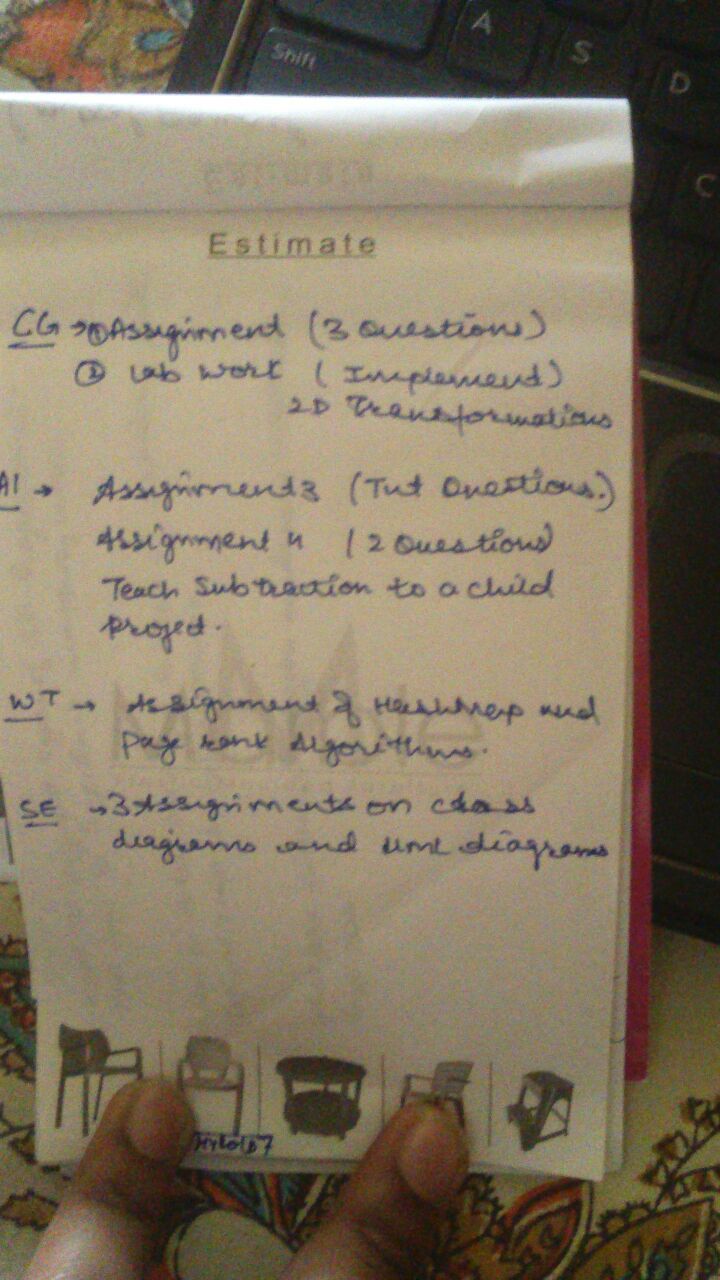 A
Shift
S
D
C
Estimate
CG → ① Assignment (3 Questions)
② Lab Work (Implement)
2D Transformations
AI → Assignment 3 (Tut Questions.)
Assignment 4 (2 Questions)
Teach Subtraction to a child
Project.
WT → Assignment of HashMap and
Page Rank Algorithms.
SE → 3 Assignments on class
diagrams and UML diagrams